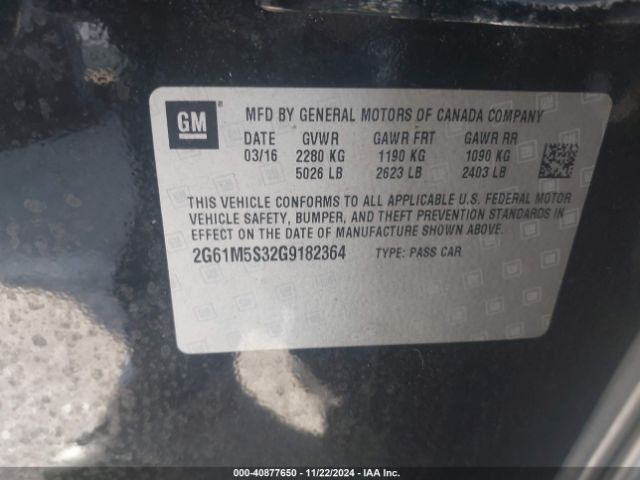 GM ® MFD BY GENERAL MOTORS OF CANADA COMPANY
DATE GVWR GAWR FRT GAWR RR
03/16 2280 KG 1190 KG 1090 KG
5026 LB 2623 LB 2403 LB
THIS VEHICLE CONFORMS TO ALL APPLICABLE U.S. FEDERAL MOTOR
VEHICLE SAFETY, BUMPER, AND THEFT PREVENTION STANDARDS IN
EFFECT ON THE DATE OF MANUFACTURE SHOWN ABOVE.
2G61M5S32G9182364 TYPE: PASS CAR
000-40877650 - 11/22/2024 - IAA Inc.